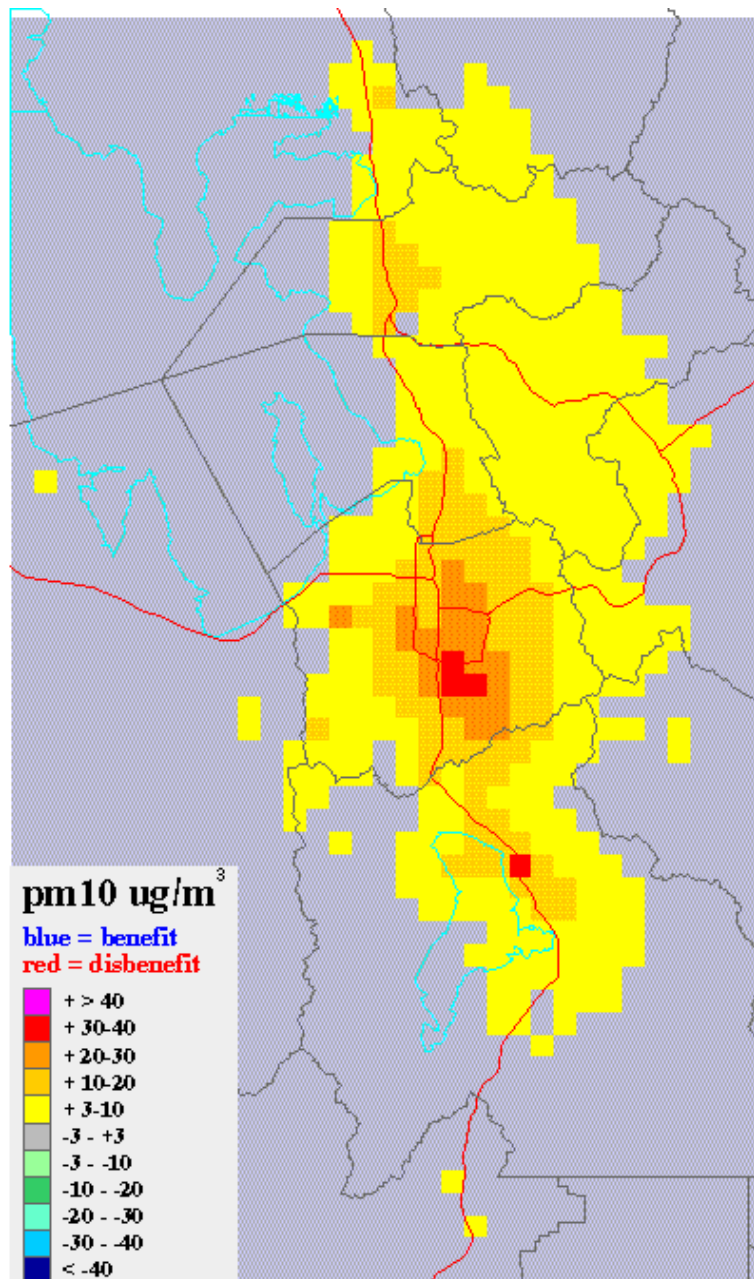 pm10 ug/m³
blue = benefit
red = disbenefit
+ > 40
+ 30-40
+ 20-30
+ 10-20
+ 3-10
-3 - +3
-3 - -10
-10 - -20
-20 - -30
-30 - -40
< -40